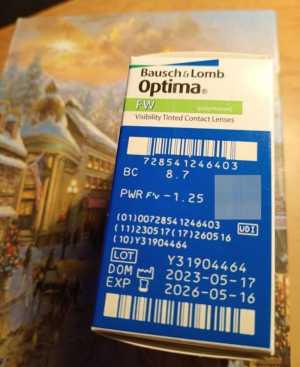 Bausch & Lomb
Optima®
FW
Visibility Tinted Contact Lenses
728541246403
BC 8.7
PWR FW -1.25
(01)00728541246403
(11)230517(17)260516
(10)Y31904464
UDI
LOT Y31904464
DOM 2023-05-17
EXP 2026-05-16